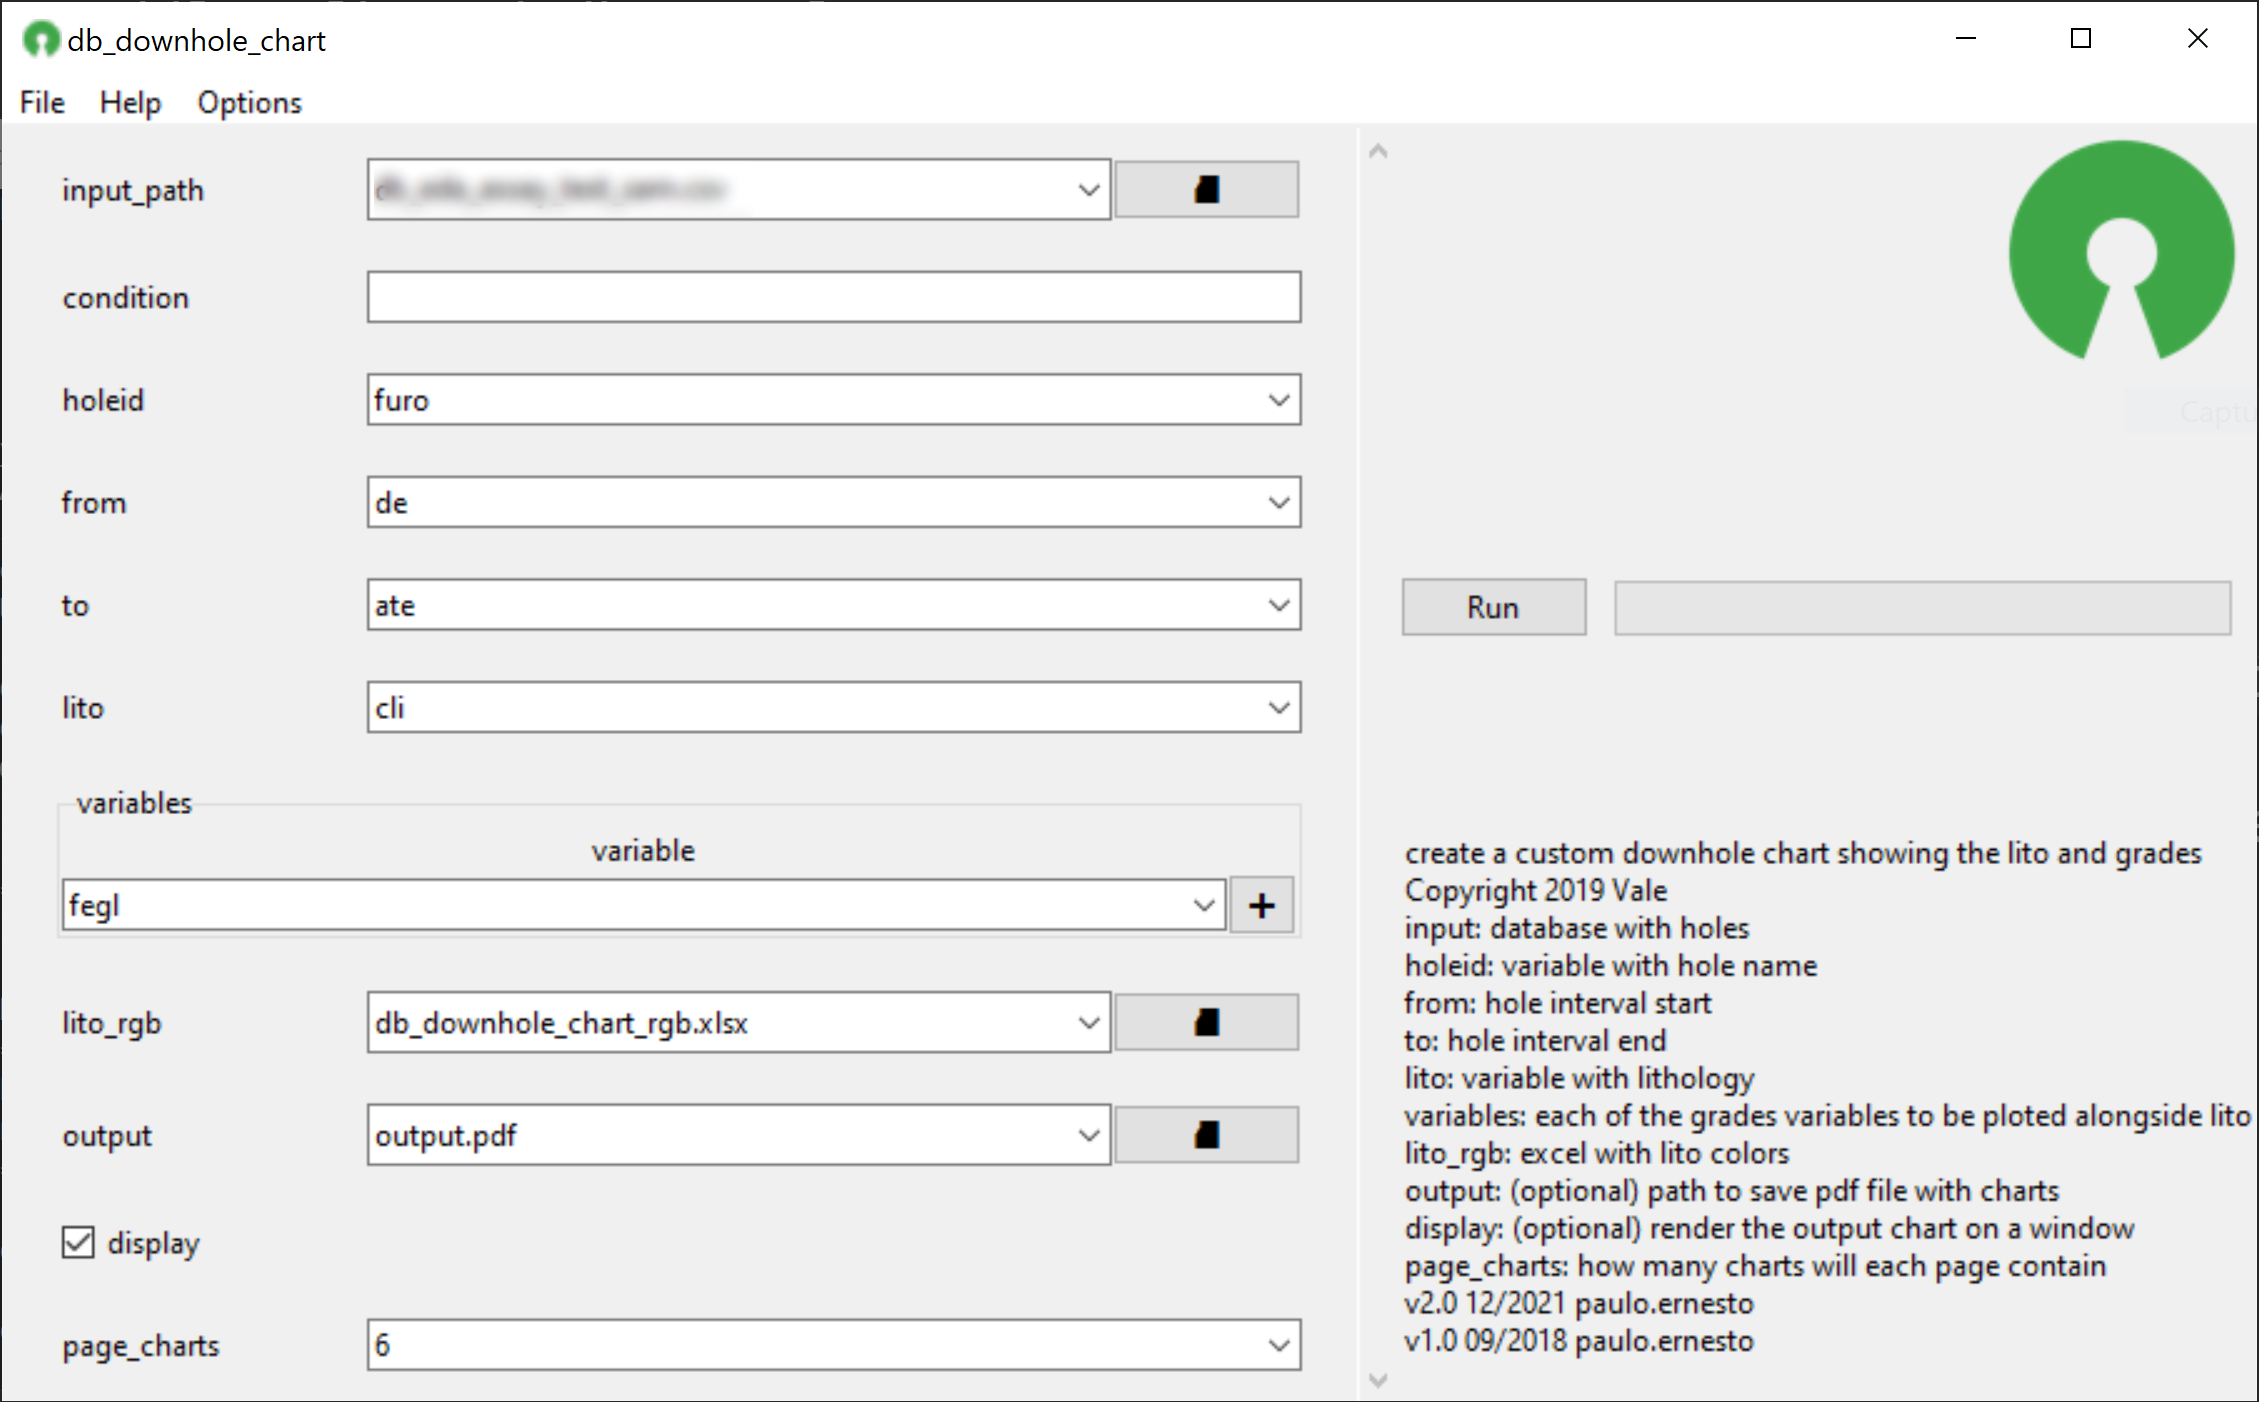 db_downhole_chart
File Help Options
input_path
condition
holeid furo
from de
to ate
lito cli
variables
variable
fegl +
lito_rgb db_downhole_chart_rgb.xlsx
output output.pdf
display
page_charts 6
Captu
Run
create a custom downhole chart showing the lito and grades
Copyright 2019 Vale
input: database with holes
holeid: variable with hole name
from: hole interval start
to: hole interval end
lito: variable with lithology
variables: each of the grades variables to be ploted alongside lito
lito_rgb: excel with lito colors
output: (optional) path to save pdf file with charts
display: (optional) render the output chart on a window
page_charts: how many charts will each page contain
v2.0 12/2021 paulo.ernesto
v1.0 09/2018 paulo.ernesto